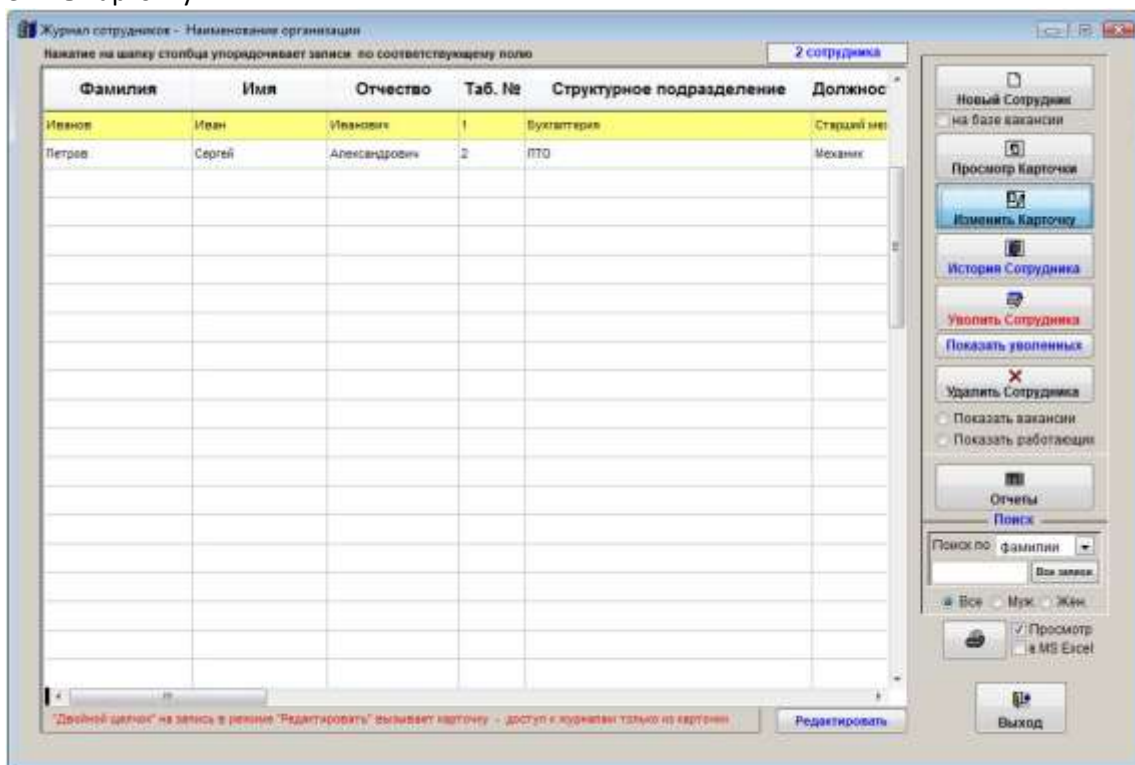 Журнал сотрудников - Наименование организации
Нажатие на шапку столбца упорядочивает записи по соответствующему полю
2 сотрудника
Фамилия Имя Отчество Таб. № Структурное подразделение Должнос
Иванов Иван Иванович 1 Бухгалтерия Старший мех
Петров Сергей Александрович 2 ПТО Механик
Новый Сотрудник
на базе вакансии
Просмотр Карточки
Изменить Карточку
История Сотрудника
Уволить Сотрудника
Показать уволенных
Удалить Сотрудника
Показать вакансии
Показать работающих
Отчеты
Поиск
Поиск по фамилии
Все записи
Все Муж. Жен.
Просмотр
в MS Excel
"Двойной щелчок" на запись в режиме "Редактировать" вызывает карточку - доступ к журналам только из карточки
Редактировать
Выход